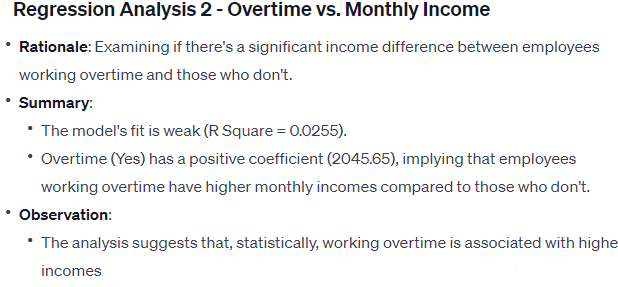 Regression Analysis 2 - Overtime vs. Monthly Income
• Rationale: Examining if there's a significant income difference between employees
working overtime and those who don't.
• Summary:
• The model's fit is weak (R Square = 0.0255).
• Overtime (Yes) has a positive coefficient (2045.65), implying that employees
working overtime have higher monthly incomes compared to those who don't.
• Observation:
• The analysis suggests that, statistically, working overtime is associated with highe
incomes